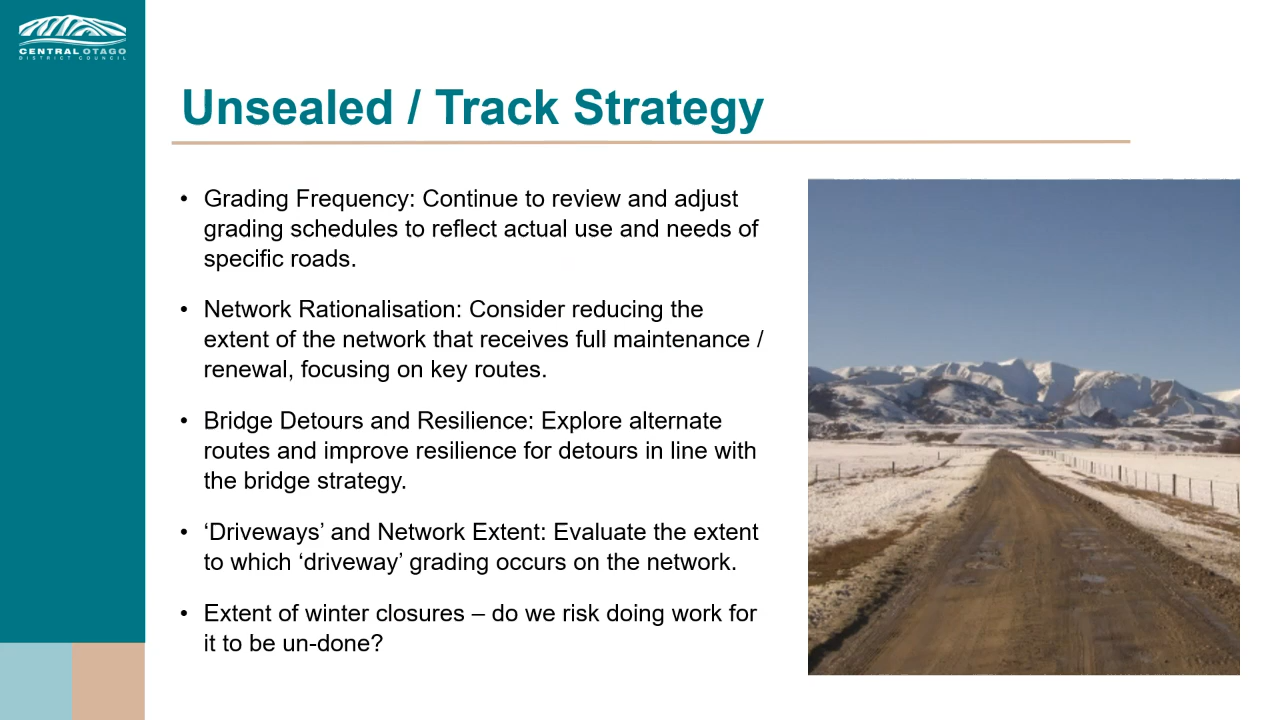 CENTRAL OTAGO
DISTRICT COUNCIL
Unsealed / Track Strategy
• Grading Frequency: Continue to review and adjust
grading schedules to reflect actual use and needs of
specific roads.
• Network Rationalisation: Consider reducing the
extent of the network that receives full maintenance /
renewal, focusing on key routes.
• Bridge Detours and Resilience: Explore alternate
routes and improve resilience for detours in line with
the bridge strategy.
• ‘Driveways’ and Network Extent: Evaluate the extent
to which ‘driveway’ grading occurs on the network.
• Extent of winter closures – do we risk doing work for
it to be un-done?